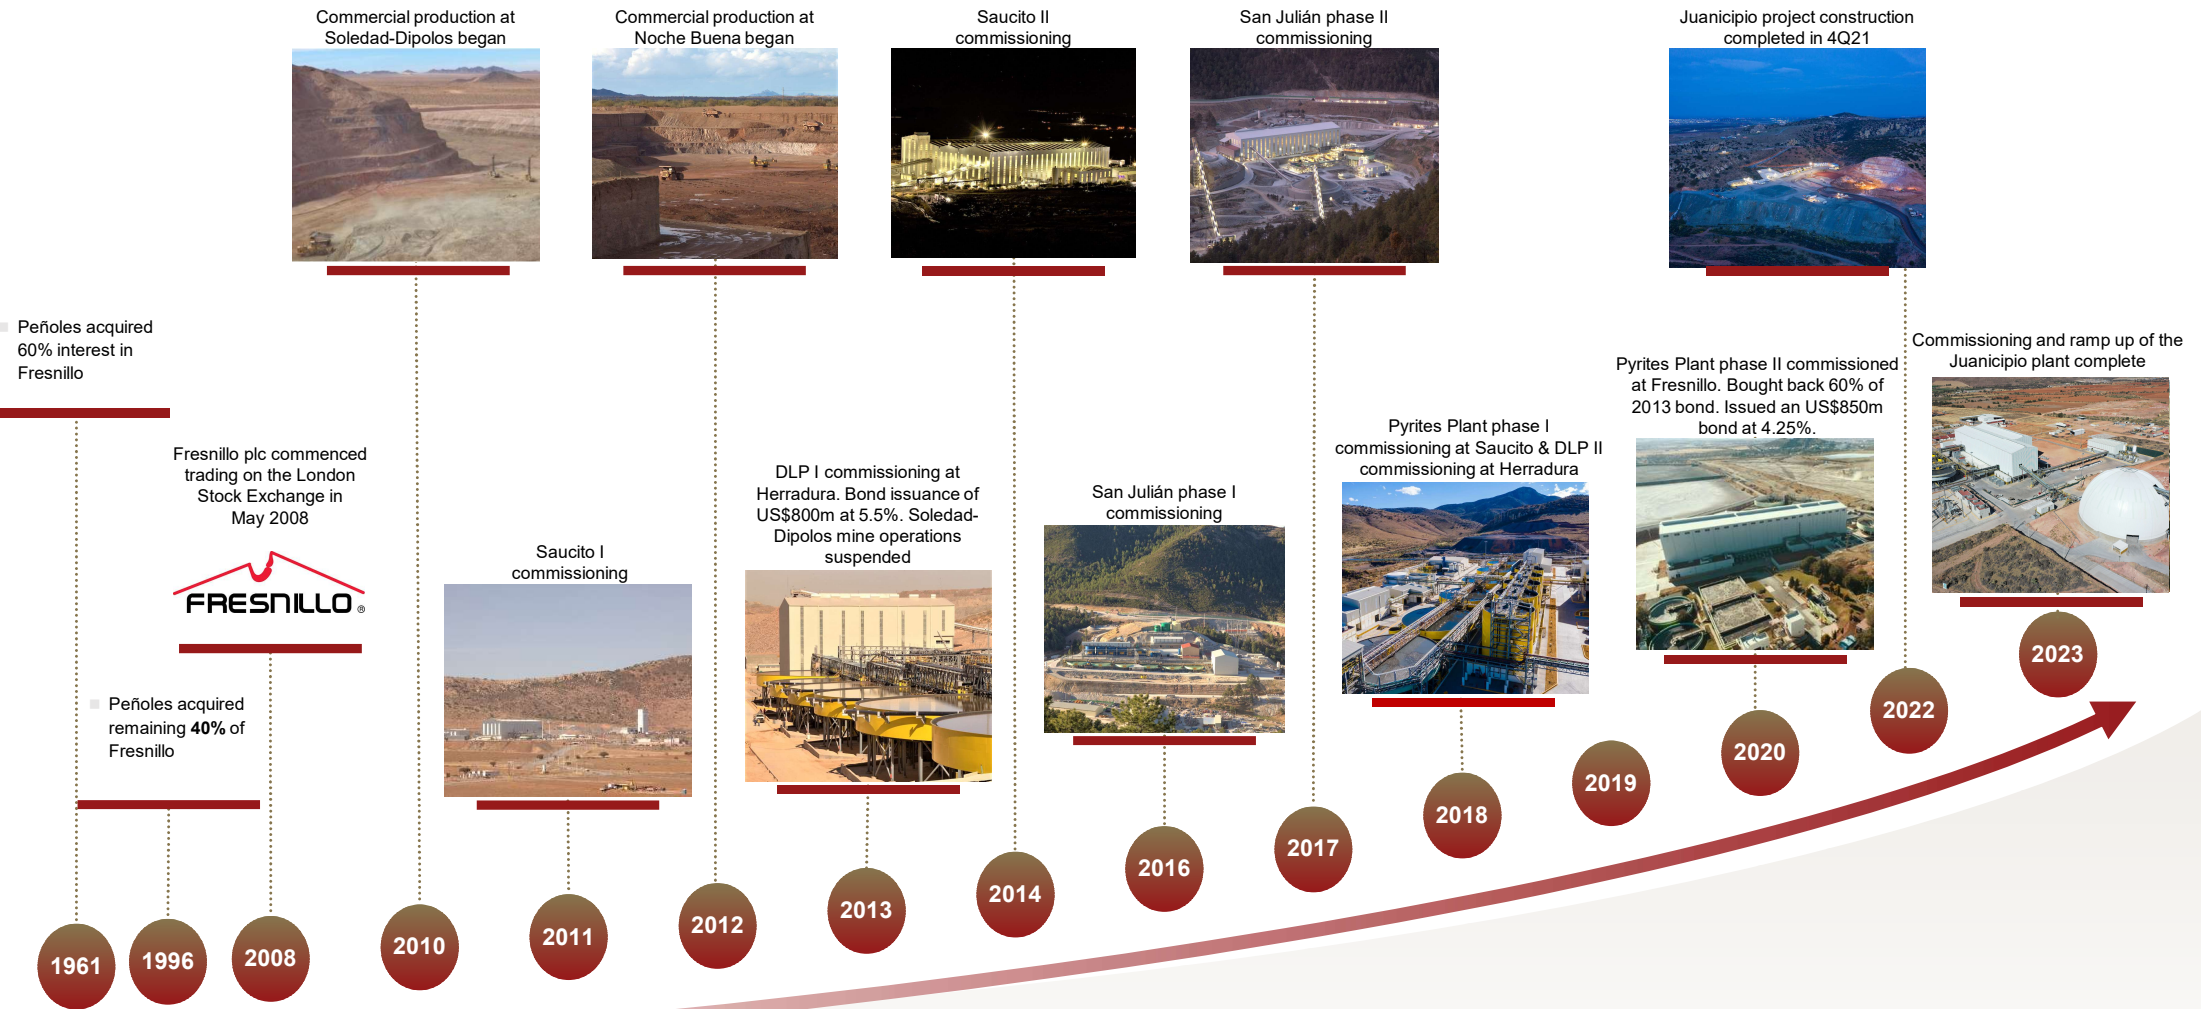 Commercial production at
Soledad-Dipolos began
Commercial production at
Noche Buena began
Saucito II
commissioning
San Julián phase II
commissioning
Juanicipio project construction
completed in 4Q21
Peñoles acquired
60% interest in
Fresnillo
Fresnillo plc commenced
trading on the London
Stock Exchange in
May 2008
FRESNILLO ®
Peñoles acquired
remaining 40% of
Fresnillo
Saucito I
commissioning
DLP I commissioning at
Herradura. Bond issuance of
US$800m at 5.5%. Soledad-
Dipolos mine operations
suspended
San Julián phase I
commissioning
Pyrites Plant phase I
commissioning at Saucito & DLP II
commissioning at Herradura
Pyrites Plant phase II commissioned
at Fresnillo. Bought back 60% of
2013 bond. Issued an US$850m
bond at 4.25%.
Commissioning and ramp up of the
Juanicipio plant complete
1961
1996
2008
2010
2011
2012
2013
2014
2016
2017
2018
2019
2020
2022
2023